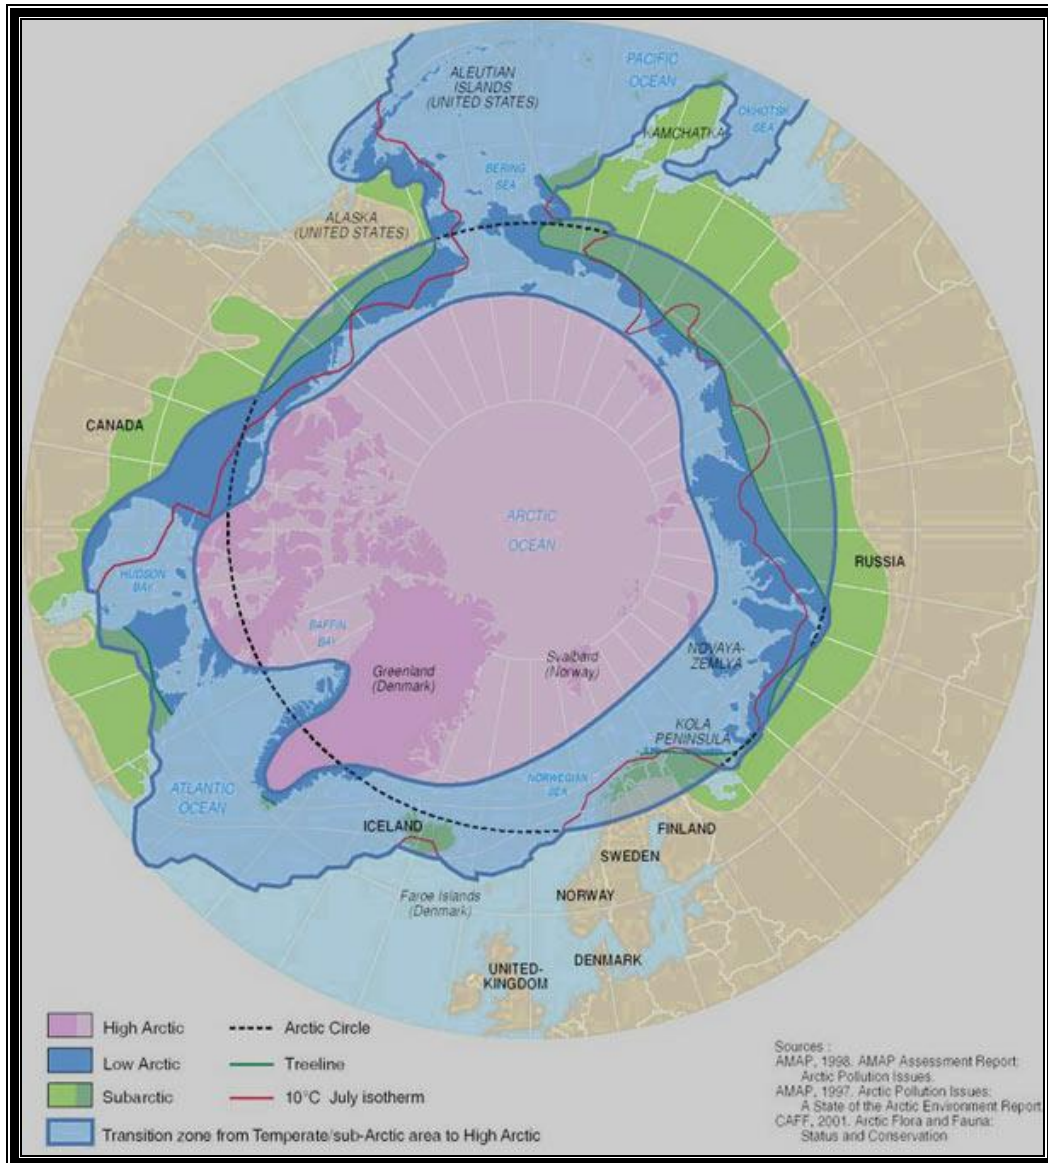 ALEUTIAN
ISLANDS
(UNITED STATES)
PACIFIC
OCEAN
KAMCHATKA
OKHOTSK
SEA
BERING
SEA
ALASKA
(UNITED STATES)
CANADA
ARCTIC
OCEAN
RUSSIA
HUDSON
BAY
BAFFIN
BAY
Greenland
(Denmark)
Svalbard
(Norway)
NOVAYA-
ZEMLYA
KOLA
PENINSULA
ATLANTIC
OCEAN
NORWEGIAN
SEA
ICELAND
FINLAND
SWEDEN
Faroe Islands
(Denmark)
NORWAY
DENMARK
UNITED-
KINGDOM
High Arctic
Low Arctic
Subarctic
Transition zone from Temperate/sub-Arctic area to High Arctic
Arctic Circle
Treeline
10°C July isotherm
Sources :
AMAP, 1998. AMAP Assessment Report:
Arctic Pollution Issues.
AMAP, 1997. Arctic Pollution Issues:
A State of the Arctic Environment Report
CAFF, 2001. Arctic Flora and Fauna:
Status and Conservation